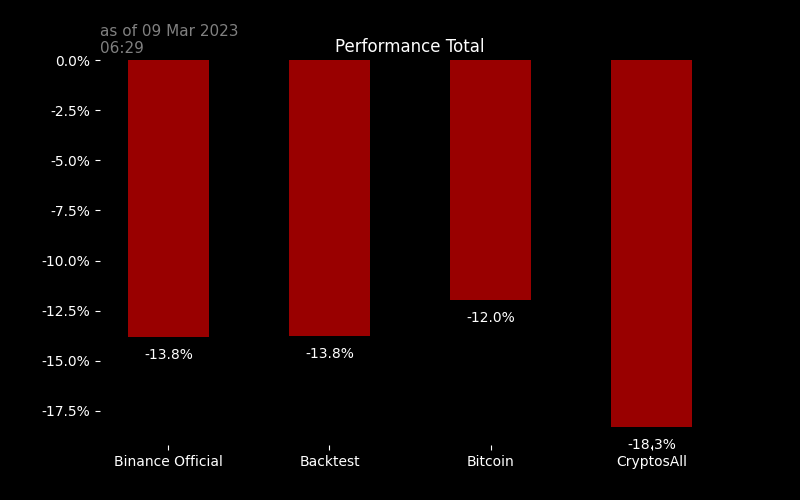 as of 09 Mar 2023
06:29
Performance Total
0.0%
-2.5%
-5.0%
-7.5%
-10.0%
-12.5%
-15.0%
-17.5%
-13.8%
-13.8%
-12.0%
-18.3%
Binance Official
Backtest
Bitcoin
CryptosAll